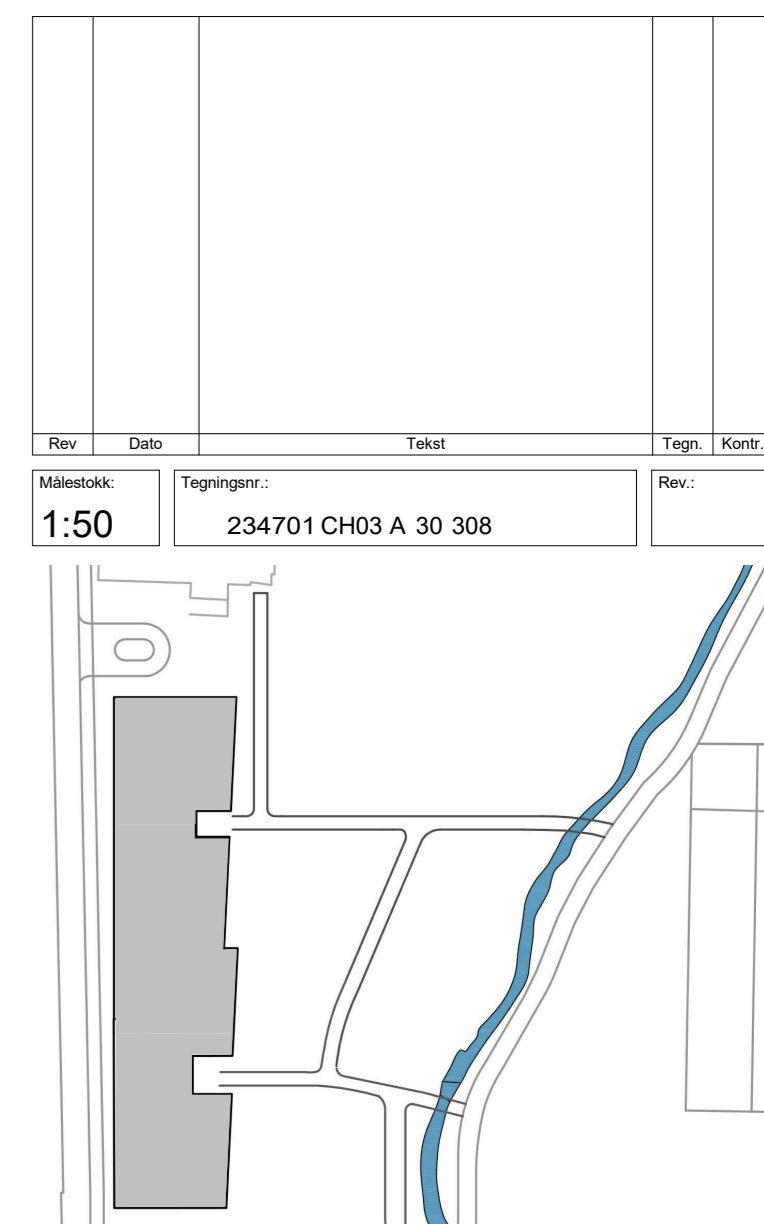 Rev Dato Tekst Tegn. Kontr.
Målestokk: Tegningsnr.: Rev.:
1:50 234701 CH03 A 30 308